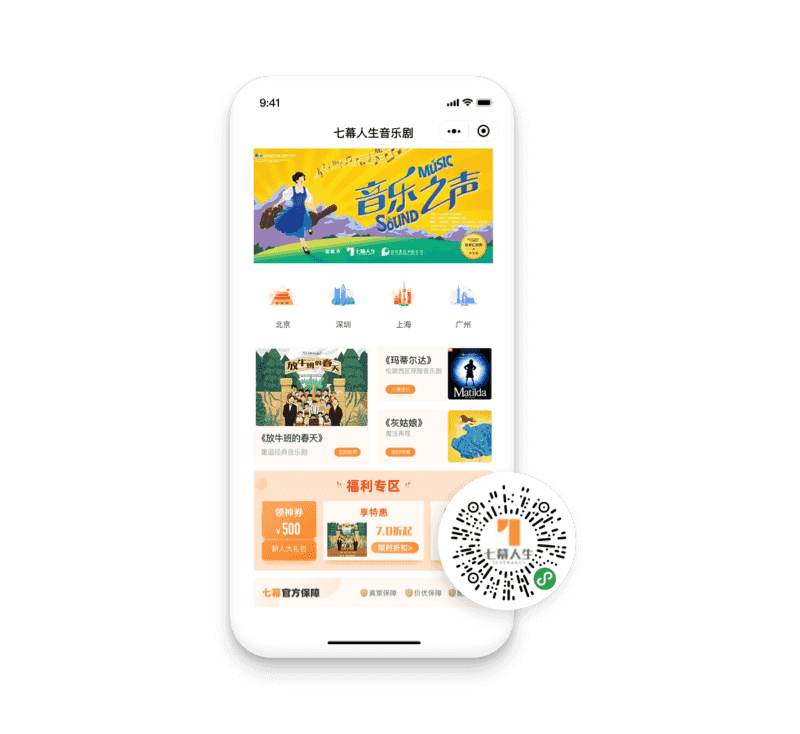 9:41
七幕人生音乐剧
音乐之声
MUSIC
SOUND
七幕人生
北京
深圳
上海
广州
放牛班的春天
《放牛班的春天》
重温经典音乐剧
《玛蒂尔达》
伦敦西区原版音乐剧
Matilda
《灰姑娘》
魔法再现
福利专区
领神券
¥500
新人大礼包
享特惠
7.0折起
限时折扣>
七幕人生
七幕官方保障
真票保障
价优保障